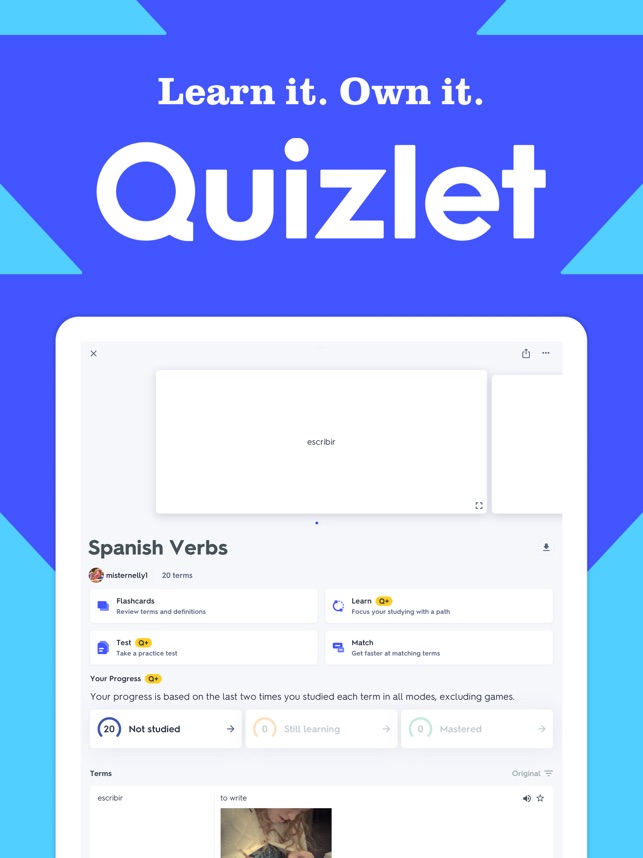 Learn it. Own it.
Quizlet
escribir
Spanish Verbs
misternelly1 20 terms
Flashcards
Review terms and definitions
Learn Q+
Focus your studying with a path
Test Q+
Take a practice test
Match
Get faster at matching terms
Your Progress Q+
Your progress is based on the last two times you studied each term in all modes, excluding games.
20 Not studied
0 Still learning
0 Mastered
Terms
Original
escribir
to write